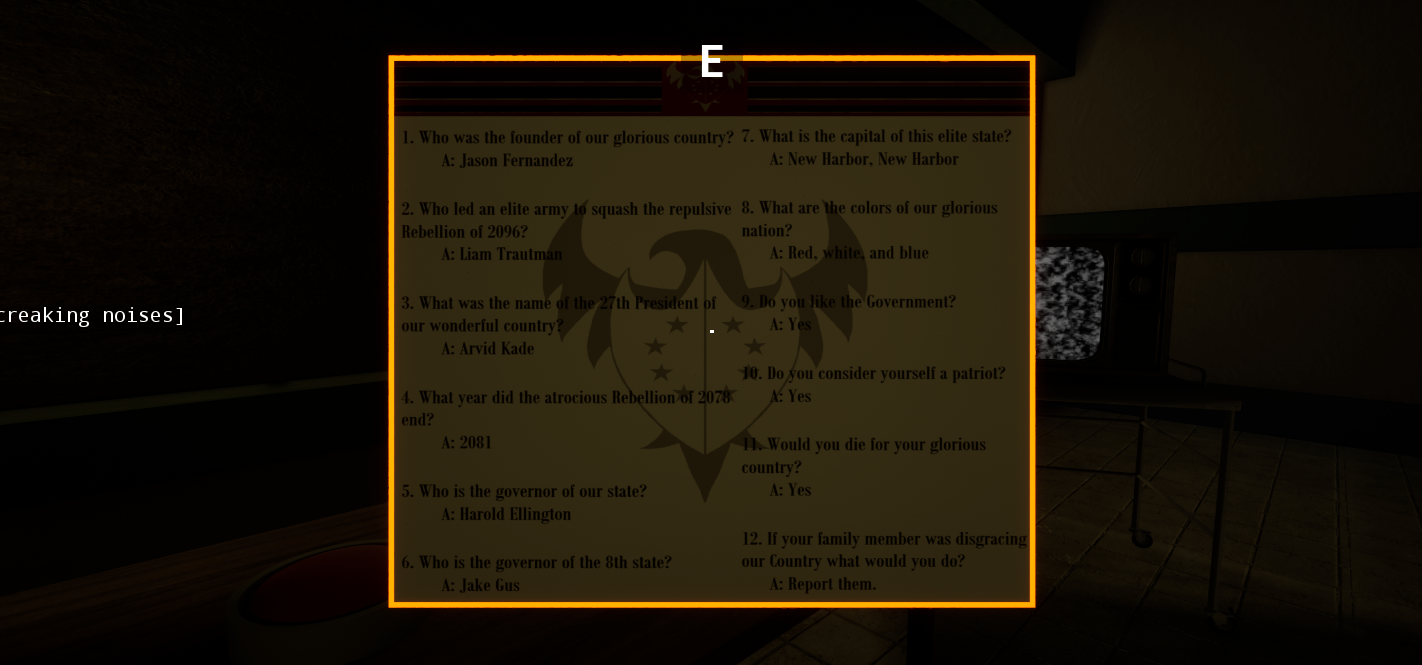 E
creaking noises]
1. Who was the founder of our glorious country?
A: Jason Fernandez
2. Who led an elite army to squash the repulsive
Rebellion of 2096?
A: Liam Trautman
3. What was the name of the 27th President of
our wonderful country?
A: Arvid Kade
4. What year did the atrocious Rebellion of 2078
end?
A: 2081
5. Who is the governor of our state?
A: Harold Ellington
6. Who is the governor of the 8th state?
A: Jake Gus
7. What is the capital of this elite state?
A: New Harbor, New Harbor
8. What are the colors of our glorious
nation?
A: Red, white, and blue
9. Do you like the Government?
A: Yes
10. Do you consider yourself a patriot?
A: Yes
11. Would you die for your glorious
country?
A: Yes
12. If your family member was disgracing
our Country what would you do?
A: Report them.